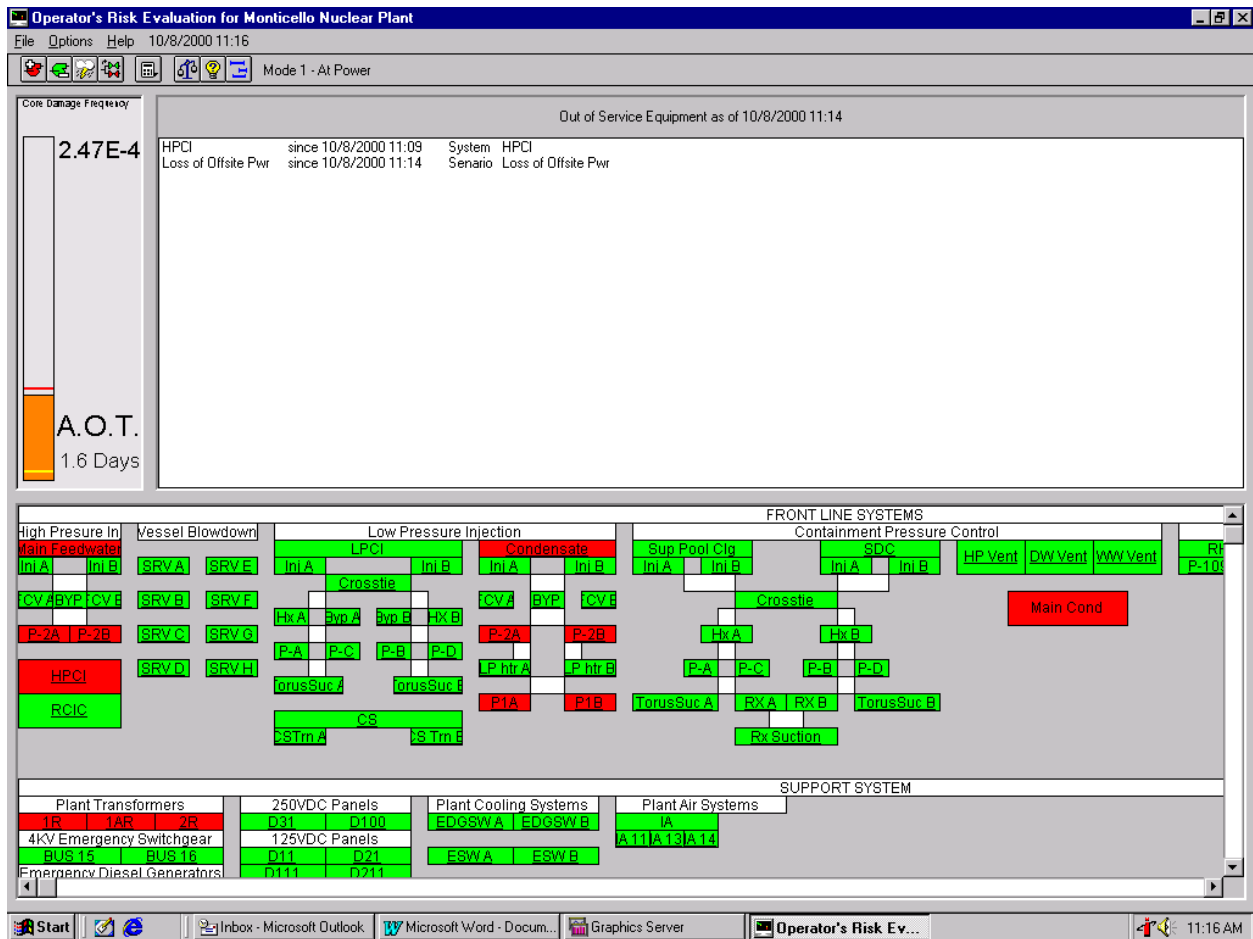 Operator's Risk Evaluation for Monticello Nuclear Plant
File Options Help 10/8/2000 11:16
Mode 1 - At Power
Core Damage Frequency
2.47E-4
A.O.T.
1.6 Days
Out of Service Equipment as of 10/8/2000 11:14
HPCI since 10/8/2000 11:09 System HPCI
Loss of Offsite Pwr since 10/8/2000 11:14 Senario Loss of Offsite Pwr
FRONT LINE SYSTEMS
High Presure In Vessel Blowdown Low Pressure Injection Containment Pressure Control
Main Feedwater LPCI Condensate Sup Pool Clg SDC HP Vent DW Vent WW Vent RH
Inj A Inj B SRV A SRV E Inj A Inj B Inj A Inj B Inj A Inj B Inj A Inj B P-109
Crosstie
CV A BYP CV B SRV B SRV F CV A BYP CV B Crosstie Main Cond
Hx A Byp A Byp B HX B
P-2A P-2B SRV C SRV G P-2A P-2B Hx A Hx B
P-A P-C P-B P-D
HPCI SRV D SRV H LP htr A LP htr B P-A P-C P-B P-D
TorusSuc A TorusSuc B
RCIC P1A P1B TorusSuc A RX A RX B TorusSuc B
CS
CSTrn A CS Trn B Rx Suction
SUPPORT SYSTEM
Plant Transformers 250VDC Panels Plant Cooling Systems Plant Air Systems
1R 1AR 2R D31 D100 EDGSW A EDGSW B IA
4KV Emergency Switchgear 125VDC Panels IA 11 IA 13 IA 14
BUS 15 BUS 16 D11 D21 ESW A ESW B
Emergency Diesel Generators D111 D211
Start Inbox - Microsoft Outlook Microsoft Word - Docum... Graphics Server Operator's Risk Ev... 11:16 AM